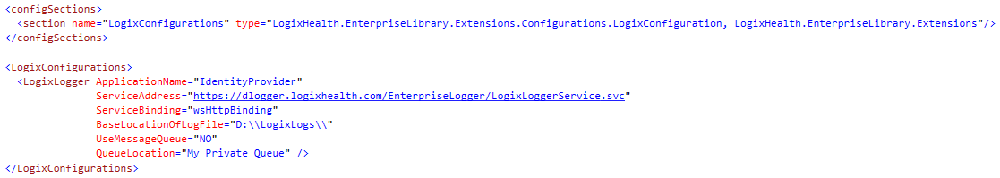 <configSections>
  <section name="LogixConfigurations" type="LogixHealth.EnterpriseLibrary.Extensions.Configurations.LogixConfiguration, LogixHealth.EnterpriseLibrary.Extensions"/>
</configSections>

<LogixConfigurations>
  <LogixLogger ApplicationName="IdentityProvider"
               ServiceAddress="https://dlogger.logixhealth.com/EnterpriseLogger/LogixLoggerService.svc"
               ServiceBinding="wsHttpBinding"
               BaseLocationOfLogFile="D:\\LogixLogs\\"
               UseMessageQueue="NO"
               QueueLocation="My Private Queue" />
</LogixConfigurations>